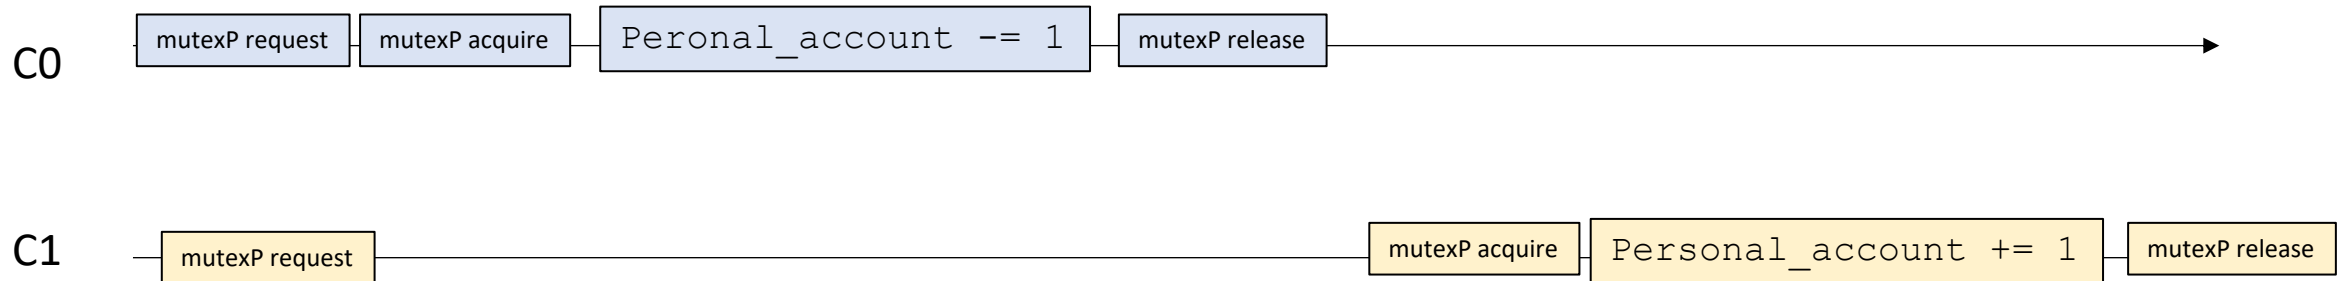 C0
mutexP request
mutexP acquire
Peronal_account -= 1
mutexP release
C1
mutexP request
mutexP acquire
Personal_account += 1
mutexP release